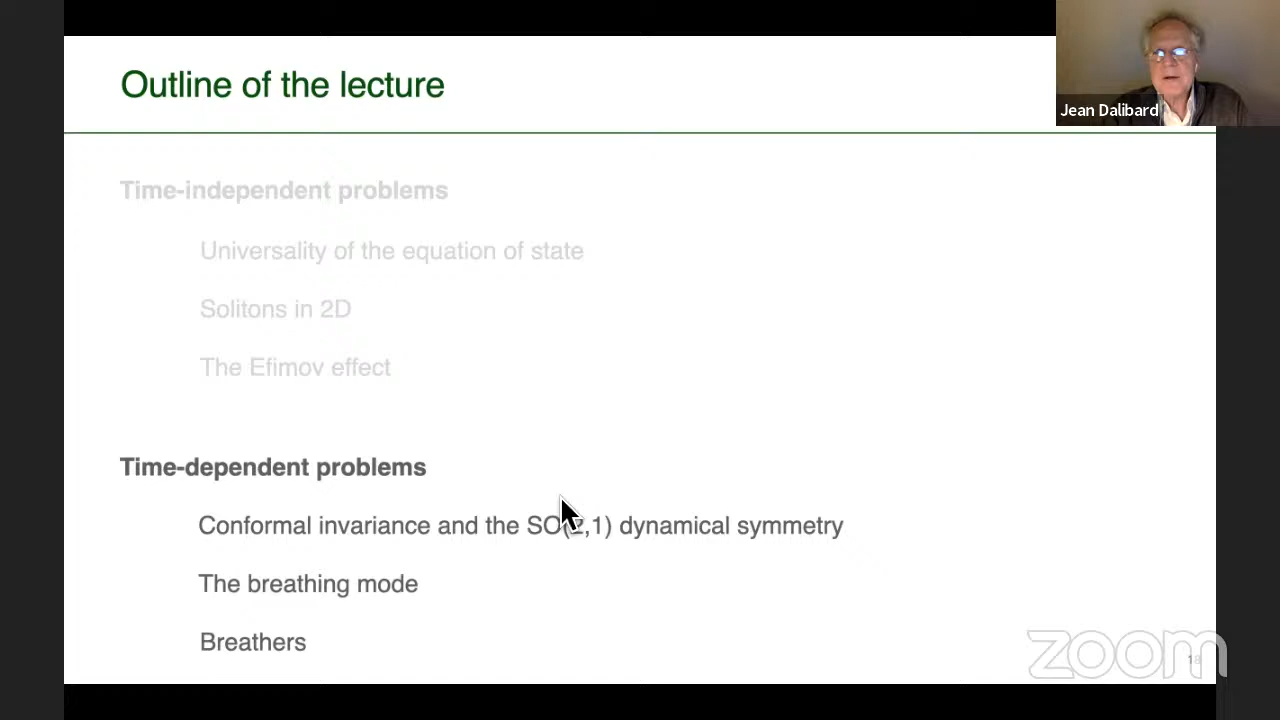 Outline of the lecture
Jean Dalibard
Time-independent problems
Universality of the equation of state
Solitons in 2D
The Efimov effect
Time-dependent problems
Conformal invariance and the SO(2,1) dynamical symmetry
The breathing mode
Breathers
zoom
18